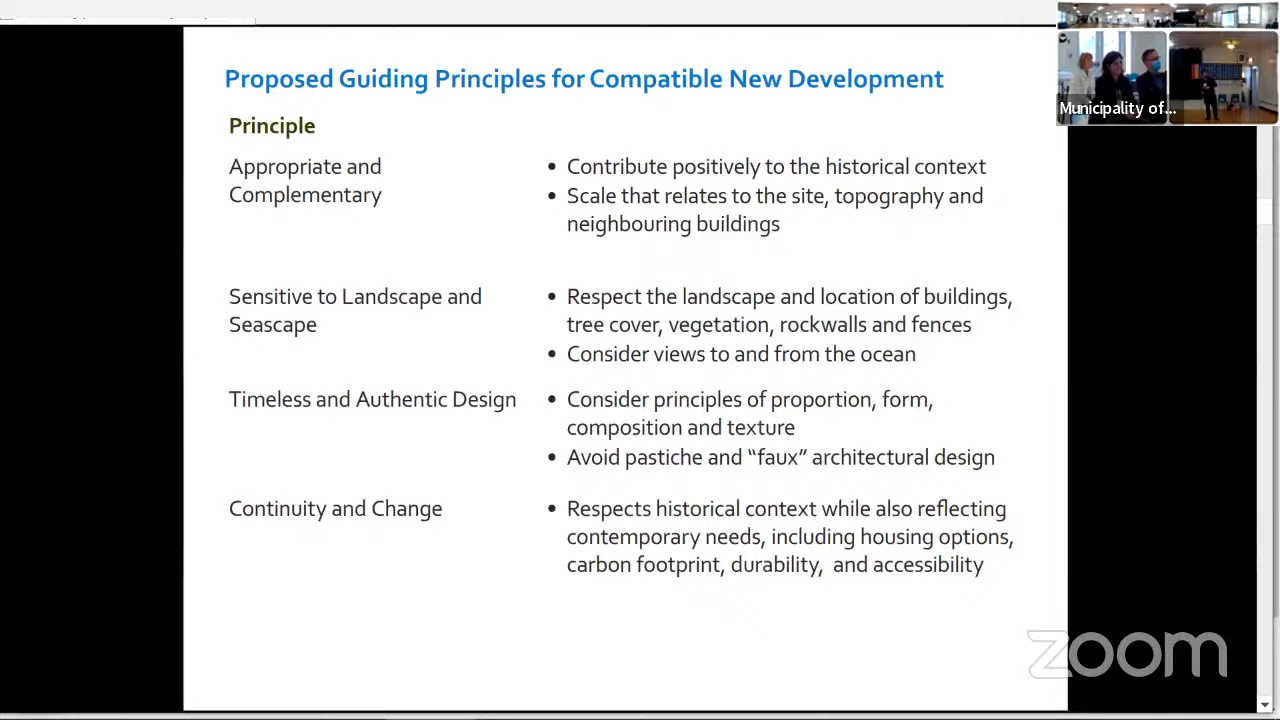 Proposed Guiding Principles for Compatible New Development
Principle
Appropriate and
Complementary
• Contribute positively to the historical context
• Scale that relates to the site, topography and
neighbouring buildings
Sensitive to Landscape and
Seascape
• Respect the landscape and location of buildings,
tree cover, vegetation, rockwalls and fences
• Consider views to and from the ocean
Timeless and Authentic Design
• Consider principles of proportion, form,
composition and texture
• Avoid pastiche and “faux” architectural design
Continuity and Change
• Respects historical context while also reflecting
contemporary needs, including housing options,
carbon footprint, durability,  and accessibility
Municipality of...
zoom